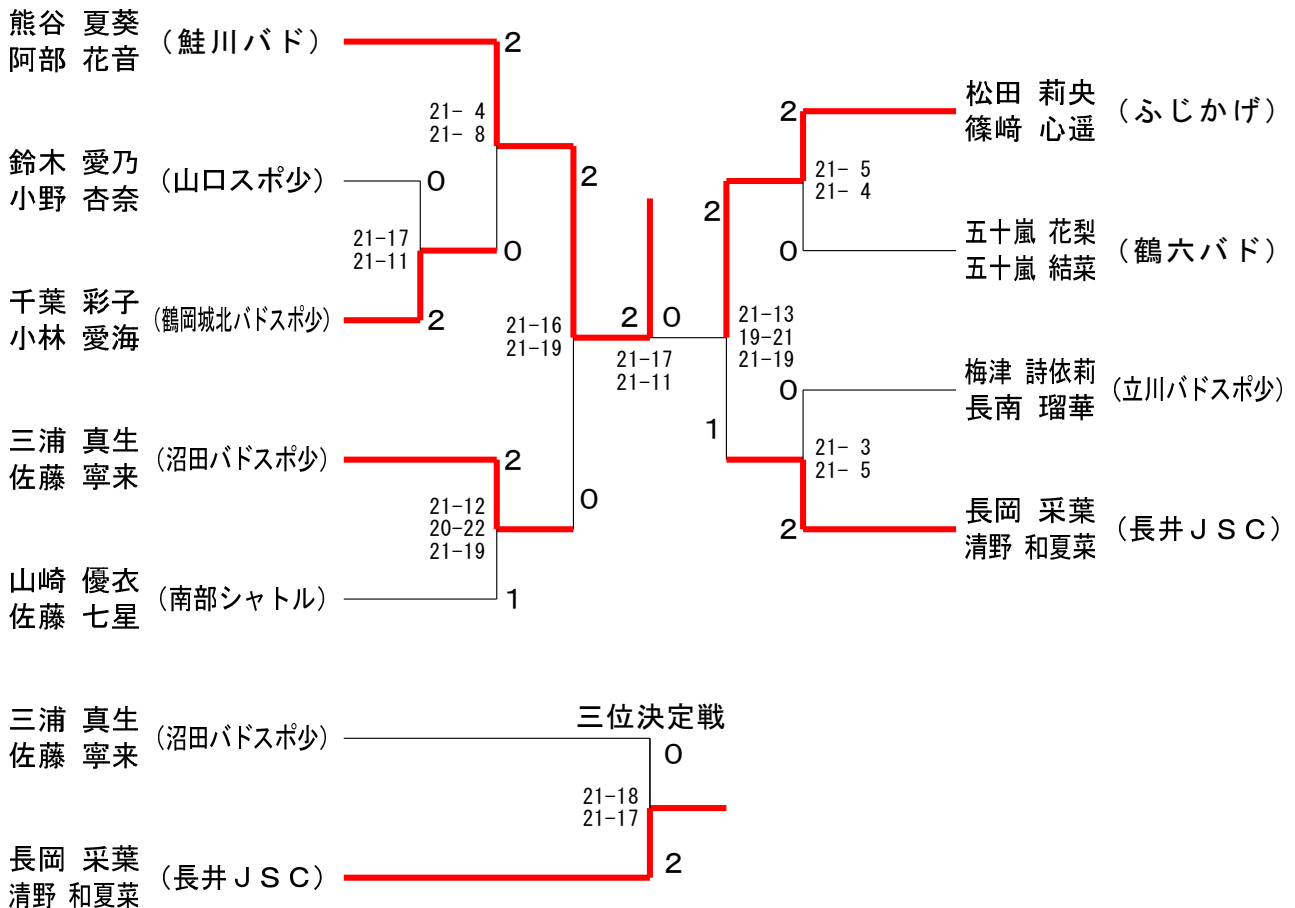 熊谷 夏葵
阿部 花音
(鮭川バド)
2
21- 4
21- 8
鈴木 愛乃
小野 杏奈
(山口スポ少)
0
21-17
21-11
0
千葉 彩子
小林 愛海
(鶴岡城北バドスポ少)
2
2
21-16
21-19
三浦 真生
佐藤 寧来
(沼田バドスポ少)
2
21-12
20-22
21-19
0
山崎 優衣
佐藤 七星
(南部シャトル)
1
2
0
21-17
21-11
松田 莉央
篠﨑 心遥
(ふじかげ)
2
21- 5
21- 4
2
五十嵐 花梨
五十嵐 結菜
(鶴六バド)
0
21-13
19-21
21-19
梅津 詩依莉
長南 瑠華
(立川バドスポ少)
0
1
21- 3
21- 5
長岡 采葉
清野 和夏菜
(長井JSC)
2
三位決定戦
三浦 真生
佐藤 寧来
(沼田バドスポ少)
0
21-18
21-17
長岡 采葉
清野 和夏菜
(長井JSC)
2